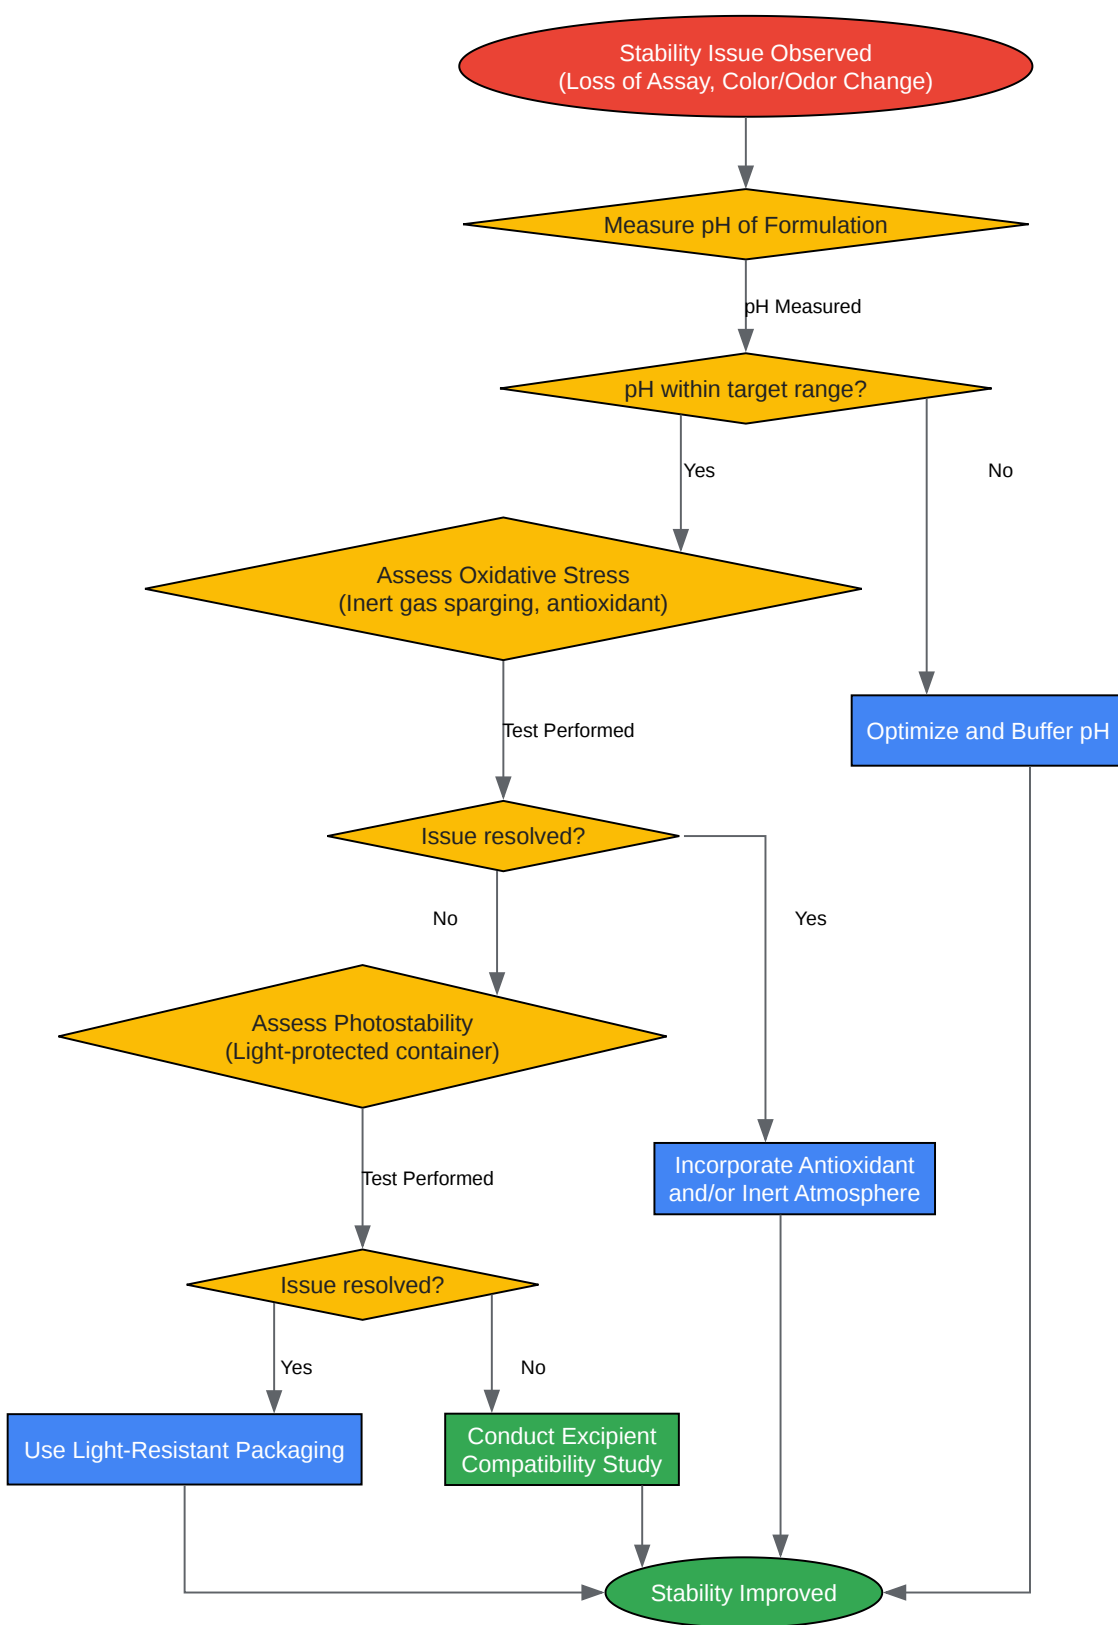 Stability Issue Observed
(Loss of Assay, Color/Odor Change)
Measure pH of Formulation
pH Measured
pH within target range?
Yes
No
Assess Oxidative Stress
(Inert gas sparging, antioxidant)
Test Performed
Optimize and Buffer pH
Issue resolved?
No
Yes
Assess Photostability
(Light-protected container)
Test Performed
Incorporate Antioxidant
and/or Inert Atmosphere
Issue resolved?
Yes
No
Use Light-Resistant Packaging
Conduct Excipient
Compatibility Study
Stability Improved